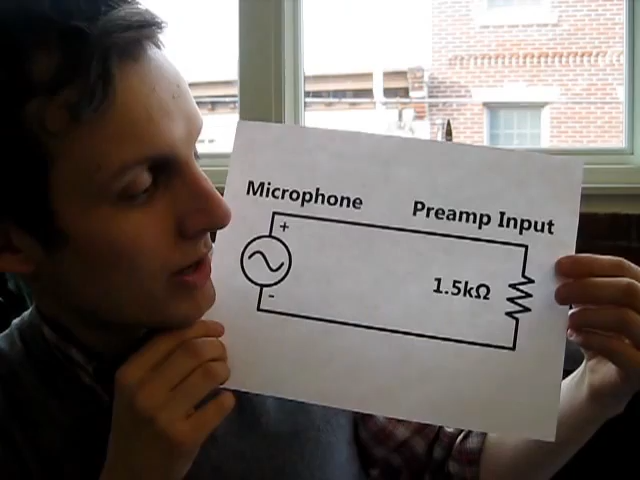 Microphone
Preamp Input
+
1.5kΩ
-